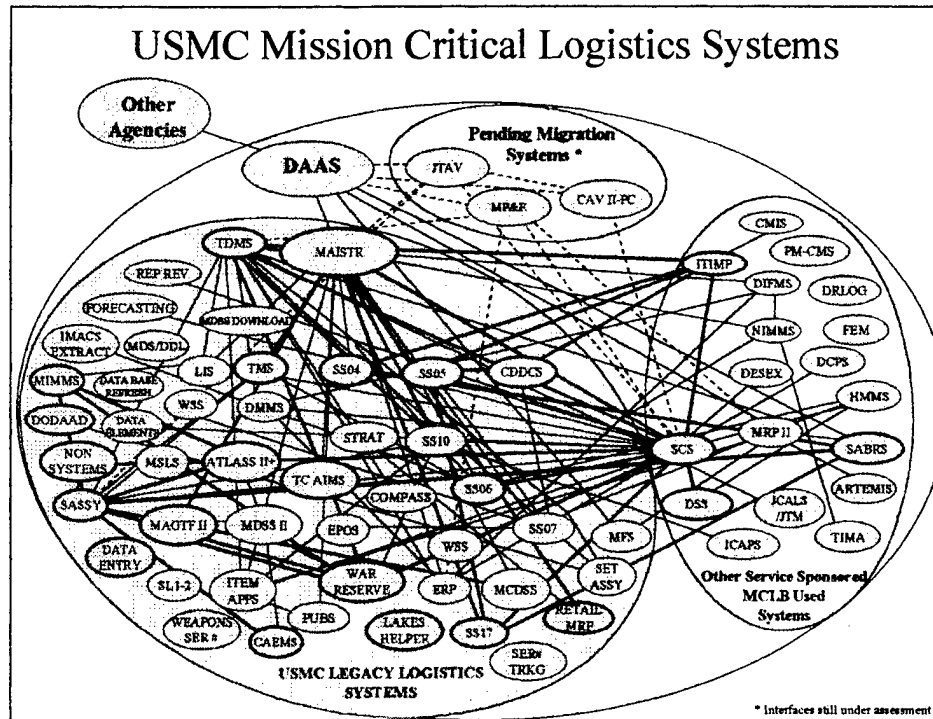 USMC Mission Critical Logistics Systems
Other
Agencies
DAAS
Pending Migration
Systems *
JTAV
MP&E
CAV II-PC
TDMS
MAISTR
ITIMP
CMIS
PM-CMS
REP REV
DIFMS
DRLOG
FORECASTING
MDSS DOWNLOAD
NIMMS
FEM
IMACS
EXTRACT
MDS/DDL
LIS
TMS
SS04
SS05
CDDCS
DESEX
DCPS
MIMMS
DATA BASE
REFRESH
WSS
DMMS
HMMS
DODAAD
DATA
ELEMENTS
STRAT
SS10
SCS
MRP II
SABRS
NON
SYSTEMS
MSLS
ATLASS II+
TC AIMS
COMPASS
SS06
DSS
JCALS
/JTM
ARTEMIS
SASSY
MAGTF II
MDSS II
EPOS
WSS
SS07
MFS
ICAPS
TIMA
DATA
ENTRY
SL1-2
ITEM
APPS
WAR
RESERVE
ERP
MCDSS
SET
ASSY
Other Service Sponsored
MCLB Used
Systems
WEAPONS
SER #
CAEMS
PUBS
LAKES
HELPER
SS17
RETAIL
MRP
SER#
TRKG
USMC LEGACY LOGISTICS
SYSTEMS
* Interfaces still under assessment